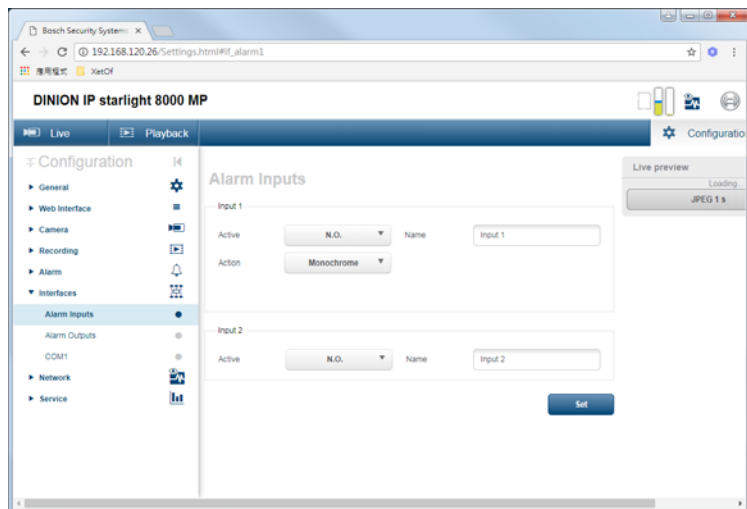 Bosch Security Systems
192.168.120.26/Settings.html#if_alarm1
應用程式 XetOf
DINION IP starlight 8000 MP
Live Playback Configuratio
Configuration
General
Web Interface
Camera
Recording
Alarm
Interfaces
Alarm Inputs
Alarm Outputs
COM1
Network
Service
Alarm Inputs
Input 1
Active N.O. Name Input 1
Action Monochrome
Input 2
Active N.O. Name Input 2
Set
Live preview
Loading...
JPEG 1 s